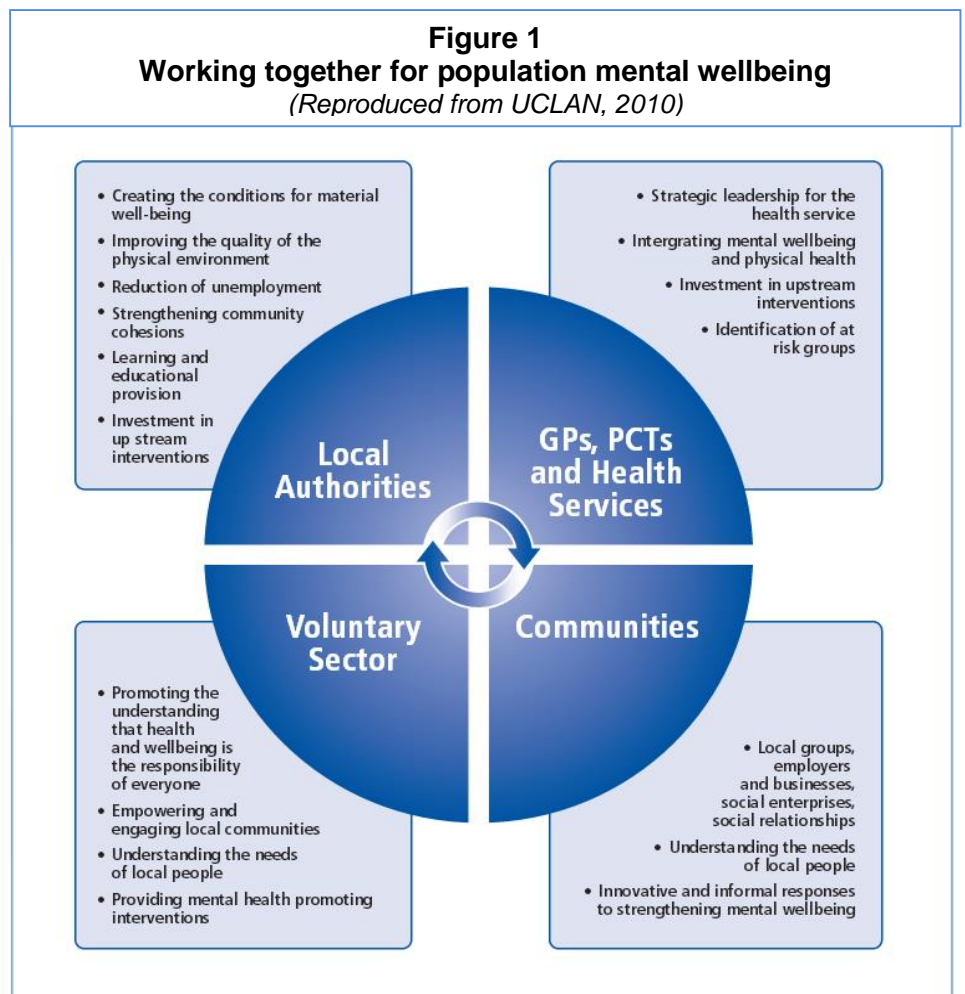 Figure 1
Working together for population mental wellbeing
(Reproduced from UCLAN, 2010)
• Creating the conditions for material
well-being
• Improving the quality of the
physical environment
• Reduction of unemployment
• Strengthening community
cohesions
• Learning and
educational
provision
• Investment in
up stream
interventions
• Strategic leadership for the
health service
• Intergrating mental wellbeing
and physical health
• Investment in upstream
interventions
• Identification of at
risk groups
Local
Authorities
GPs, PCTs
and Health
Services
Voluntary
Sector
Communities
• Promoting the
understanding
that health
and wellbeing is
the responsibility
of everyone
• Empowering and
engaging local communities
• Understanding the needs
of local people
• Providing mental health promoting
interventions
• Local groups,
employers
and businesses,
social enterprises,
social relationships
• Understanding the needs
of local people
• Innovative and informal responses
to strengthening mental wellbeing